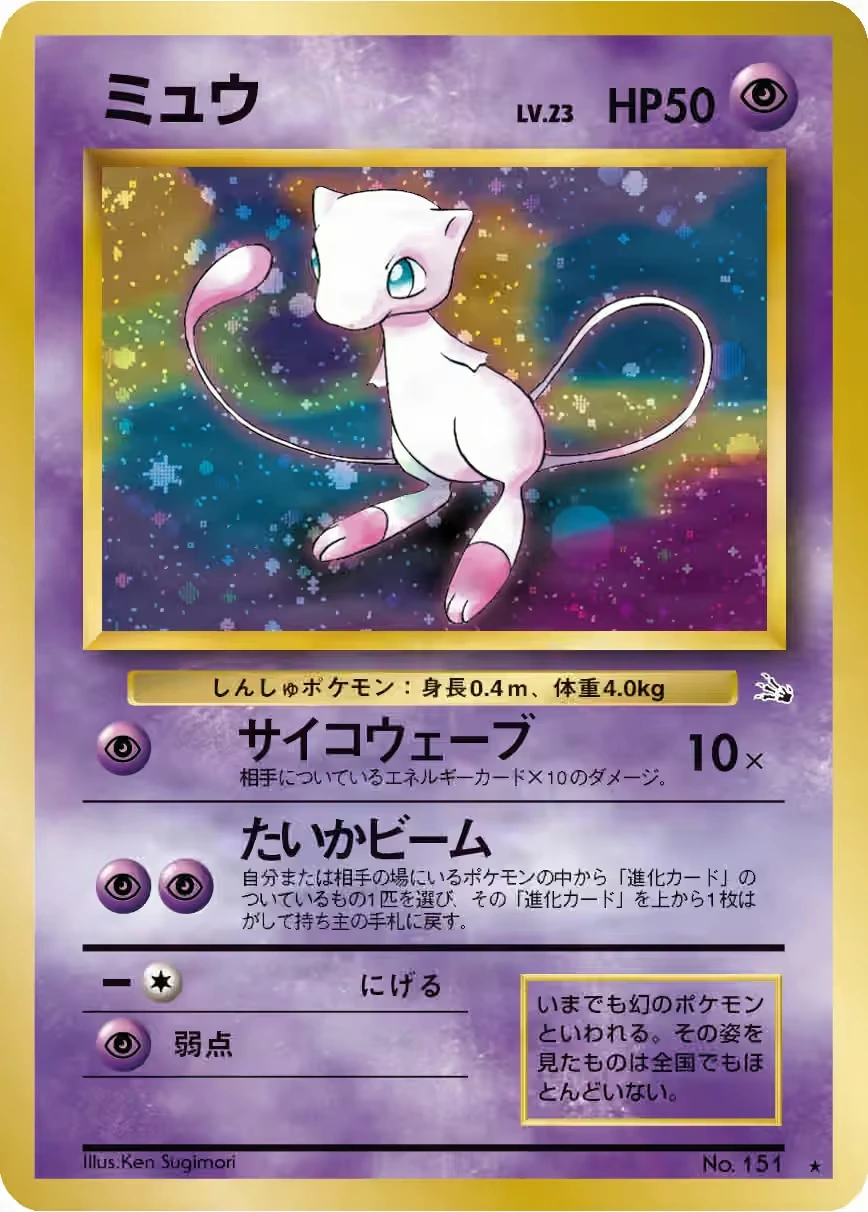 ミュウ LV.23 HP50
しんしゅポケモン：身長0.4m、体重4.0kg
サイコウェーブ 10×
相手についているエネルギーカード×10のダメージ。
たいかビーム
自分または相手の場にいるポケモンの中から「進化カード」の
ついているもの1匹を選び、その「進化カード」を上から1枚は
がして持ち主の手札に戻す。
にげる
弱点
いまでも幻のポケモン
といわれる。その姿を
見たものは全国でもほ
とんどいない。
Illus.Ken Sugimori No. 151 ★